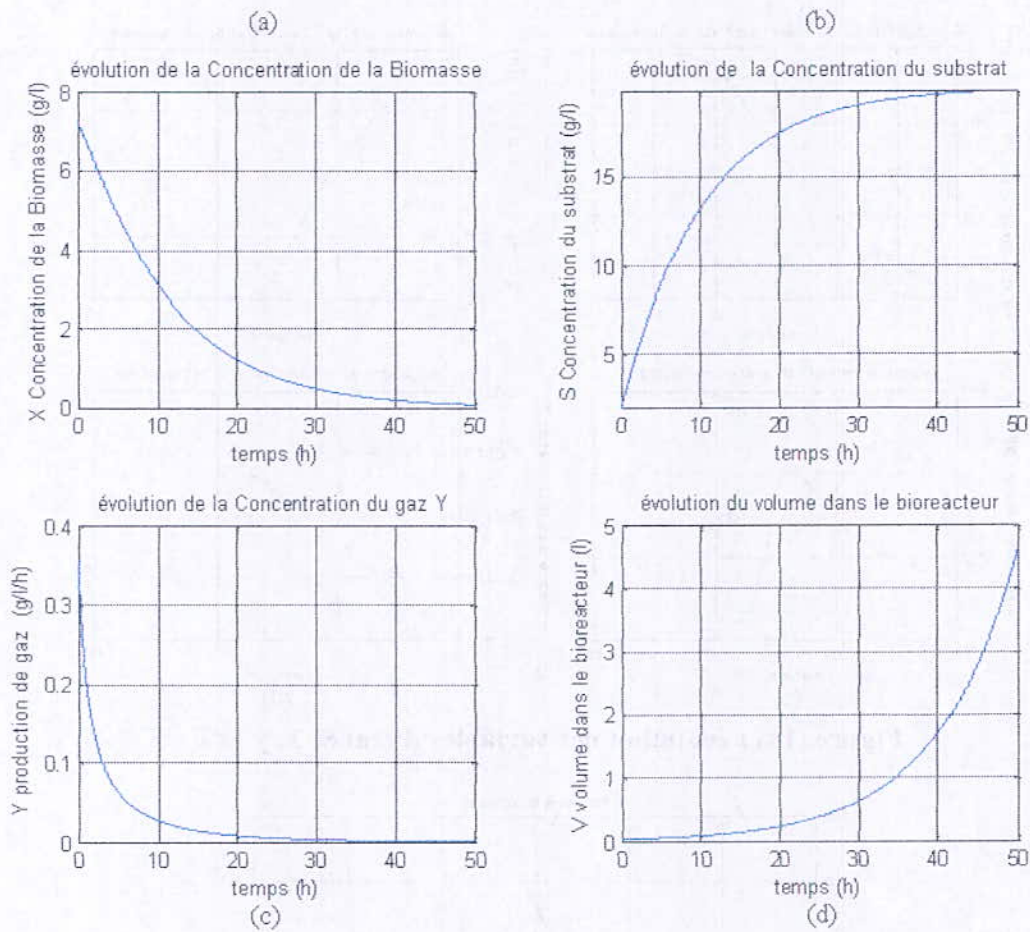 (a)
(b)
évolution de la Concentration de la Biomasse
évolution de la Concentration du substrat
X Concentration de la Biomasse (g/l)
8
6
4
2
0
0 10 20 30 40 50
temps (h)
S Concentration du substrat (g/l)
15
10
5
0 10 20 30 40 50
temps (h)
évolution de la Concentration du gaz Y
évolution du volume dans le bioreacteur
Y production de gaz (g/l/h)
0.4
0.3
0.2
0.1
0
0 10 20 30 40 50
temps (h)
(c)
V volume dans le bioreacteur (l)
5
4
3
2
1
0
0 10 20 30 40 50
temps (h)
(d)